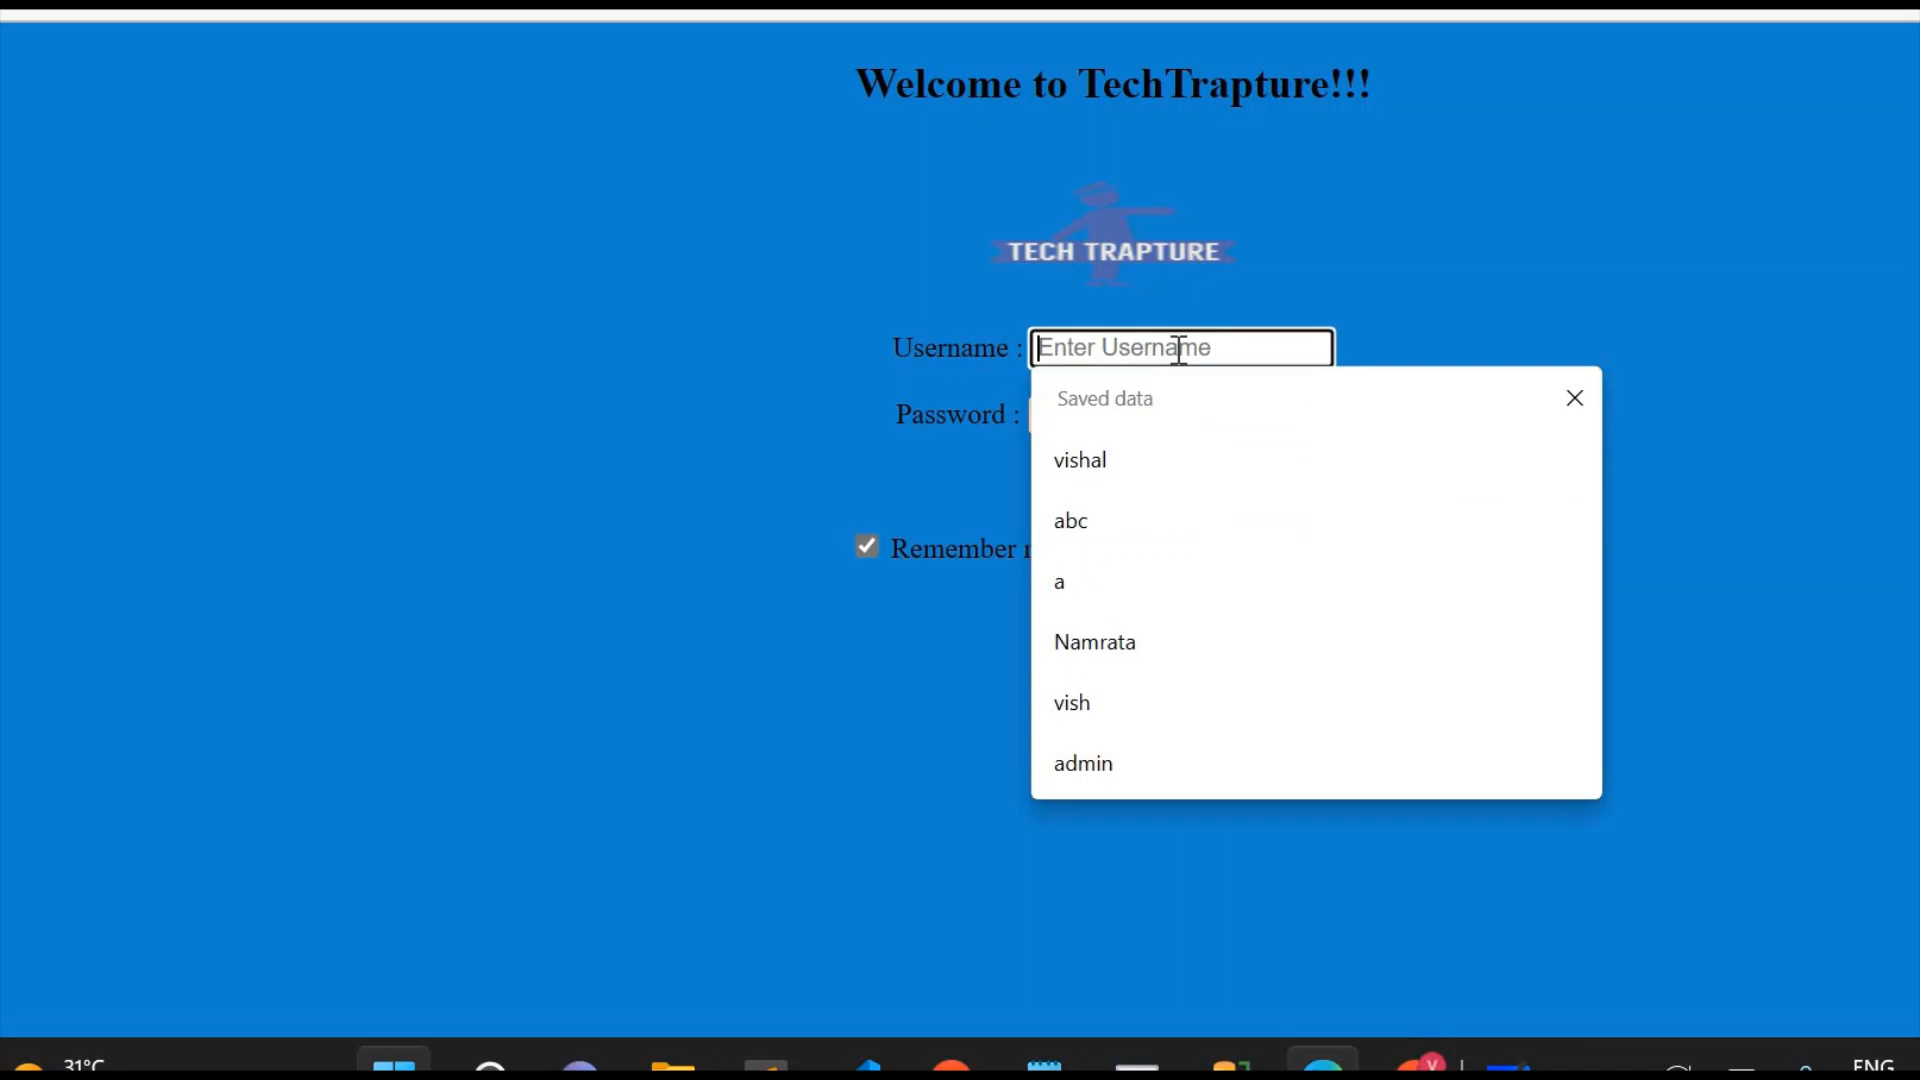 Welcome to TechTrapture!!!
TECH TRAPTURE
Username : Enter Username
Saved data
Password :
vishal
abc
Remember
a
Namrata
vish
admin
31°C
V
ENG